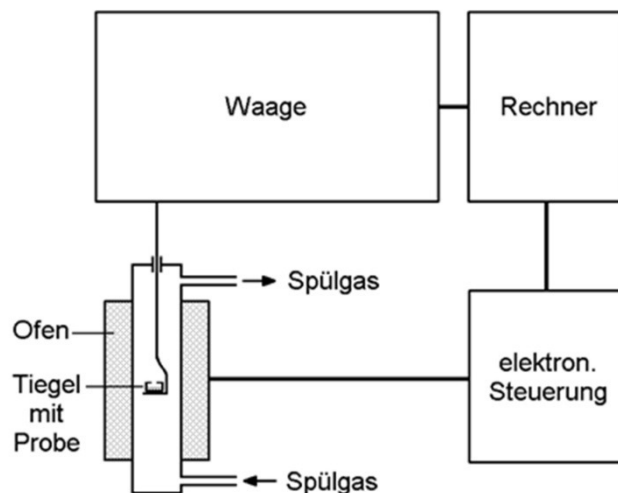 Waage
Rechner
Spülgas
Ofen
Tiegel
mit
Probe
elektron.
Steuerung
Spülgas